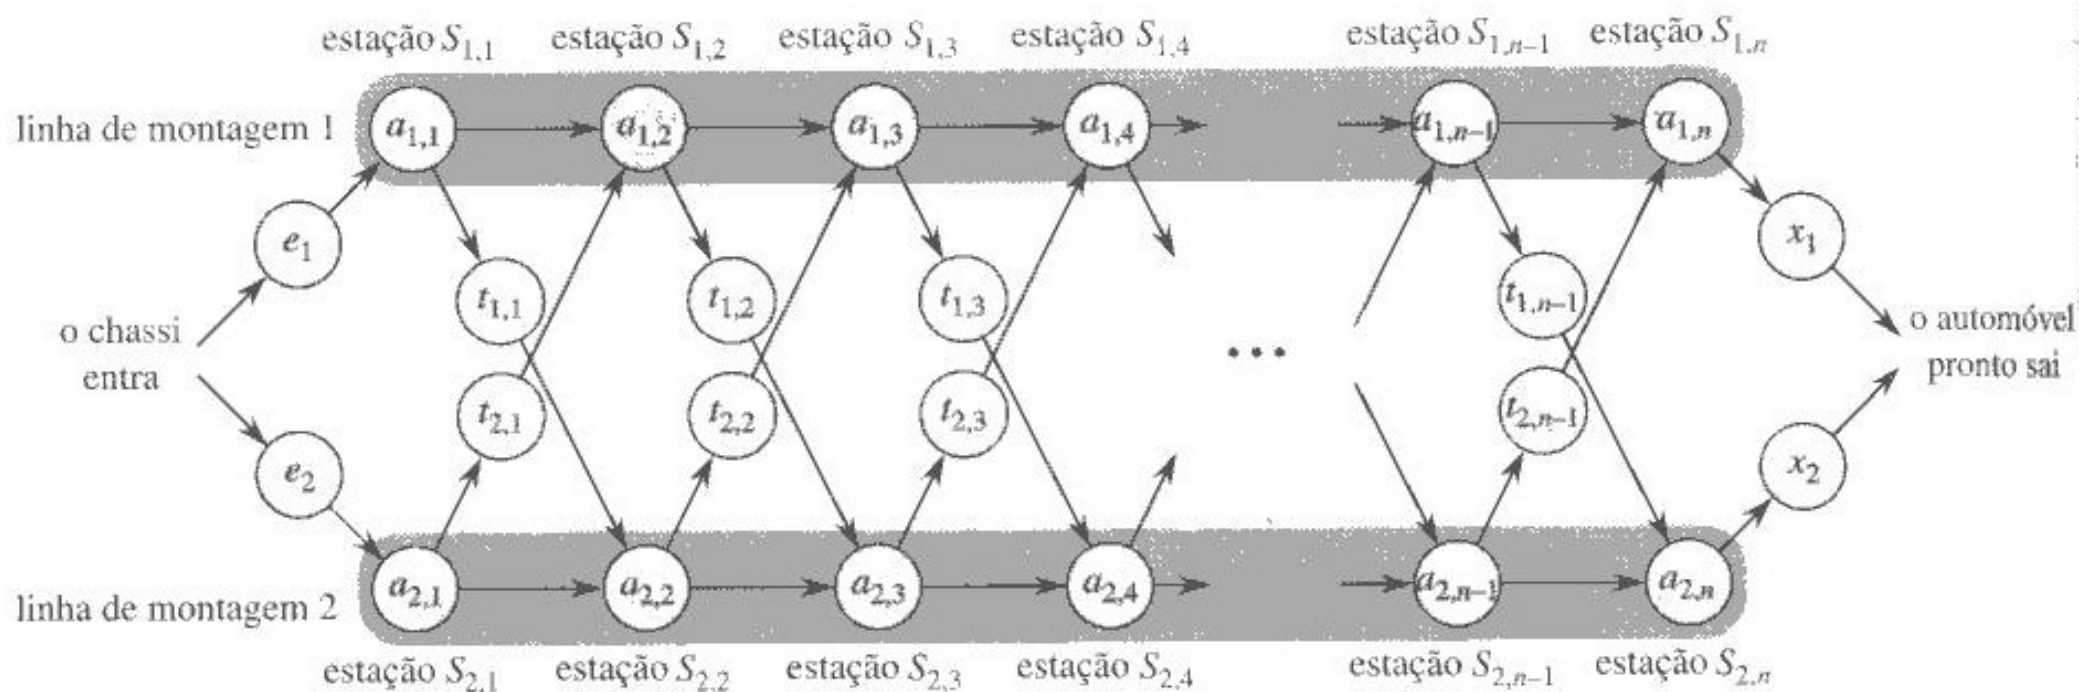 estação S1,1 estação S1,2 estação S1,3 estação S1,4 estação S1,n−1 estação S1,n
linha de montagem 1 a1,1 a1,2 a1,3 a1,4 a1,n−1 a1,n
e1 x1
t1,1 t1,2 t1,3 t1,n−1
o chassi
entra
...
o automóvel
pronto sai
t2,1 t2,2 t2,3 t2,n−1
e2 x2
linha de montagem 2 a2,1 a2,2 a2,3 a2,4 a2,n−1 a2,n
estação S2,1 estação S2,2 estação S2,3 estação S2,4 estação S2,n−1 estação S2,n